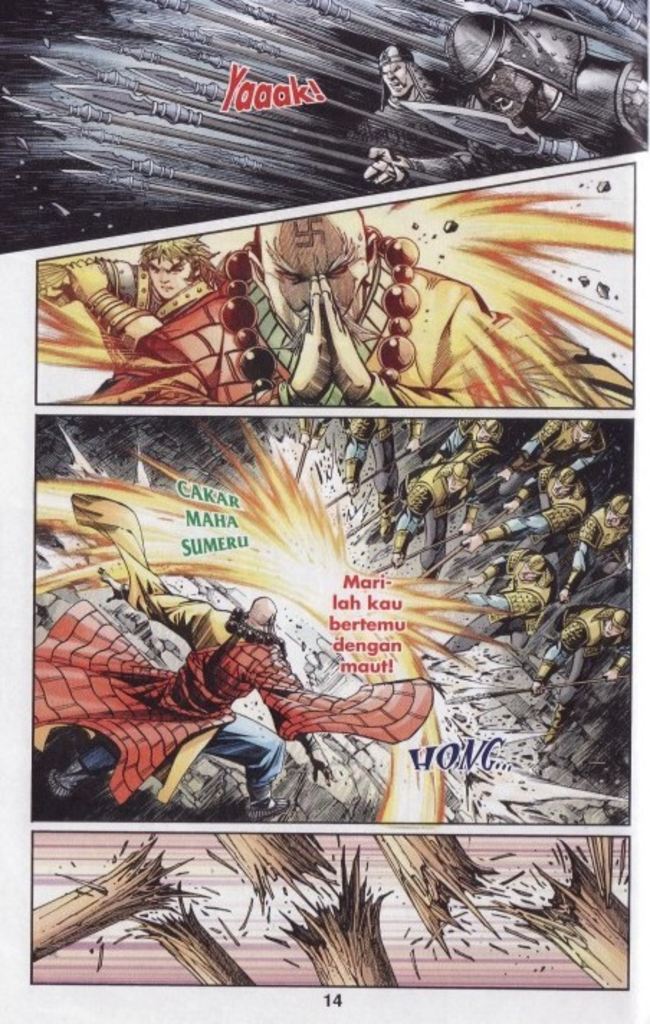 Yaaak!
CAKAR
MAHA
SUMERU
Mari-
lah kau
bertemu
dengan
maut!
HONG...
14